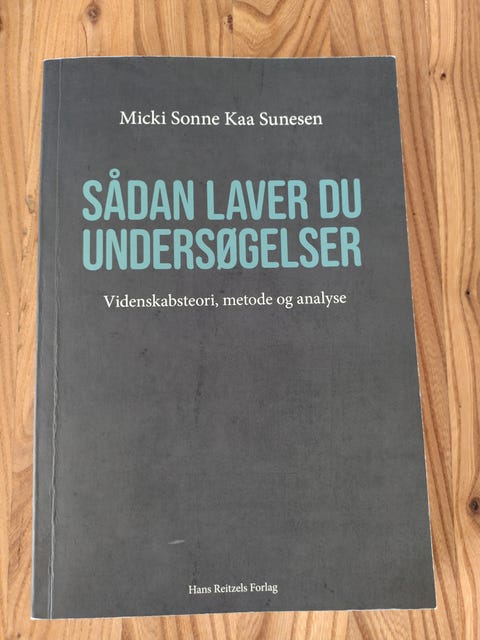 Micki Sonne Kaa Sunesen
SÅDAN LAVER DU
UNDERSØGELSER
Videnskabsteori, metode og analyse
Hans Reitzels Forlag